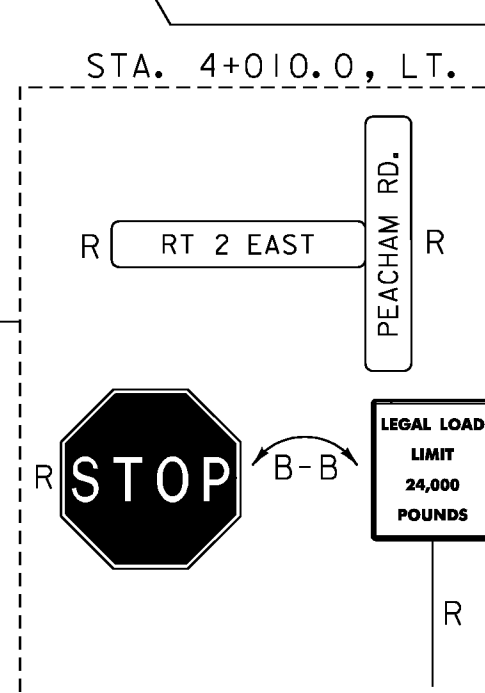 STA. 4+010.0, LT.
PEACHAM RD.
R RT 2 EAST R
R STOP B-B
LEGAL LOAD
LIMIT
24,000
POUNDS
R